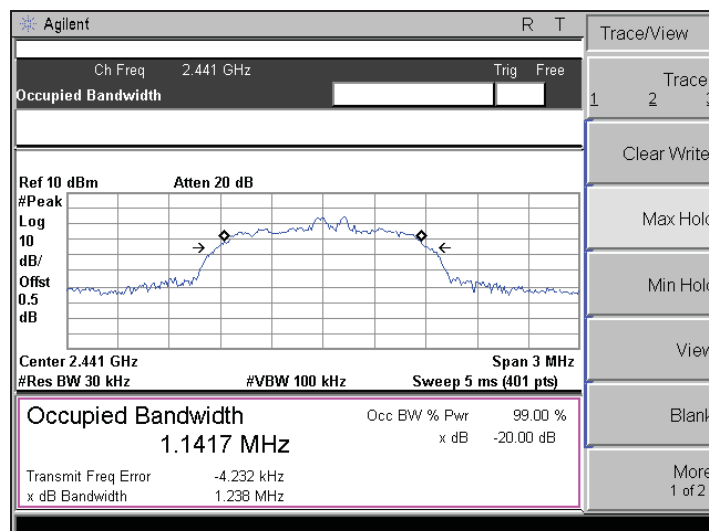 Agilent R T
Trace/View
Ch Freq 2.441 GHz Trig Free
Occupied Bandwidth
Trace
1 2
Clear Write
Max Hold
Min Hold
View
Blank
More
1 of 2
Ref 10 dBm Atten 20 dB
#Peak
Log
10
dB/
Offst
0.5
dB
Center 2.441 GHz Span 3 MHz
#Res BW 30 kHz #VBW 100 kHz Sweep 5 ms (401 pts)
Occupied Bandwidth
1.1417 MHz
Occ BW % Pwr 99.00 %
x dB -20.00 dB
Transmit Freq Error -4.232 kHz
x dB Bandwidth 1.238 MHz